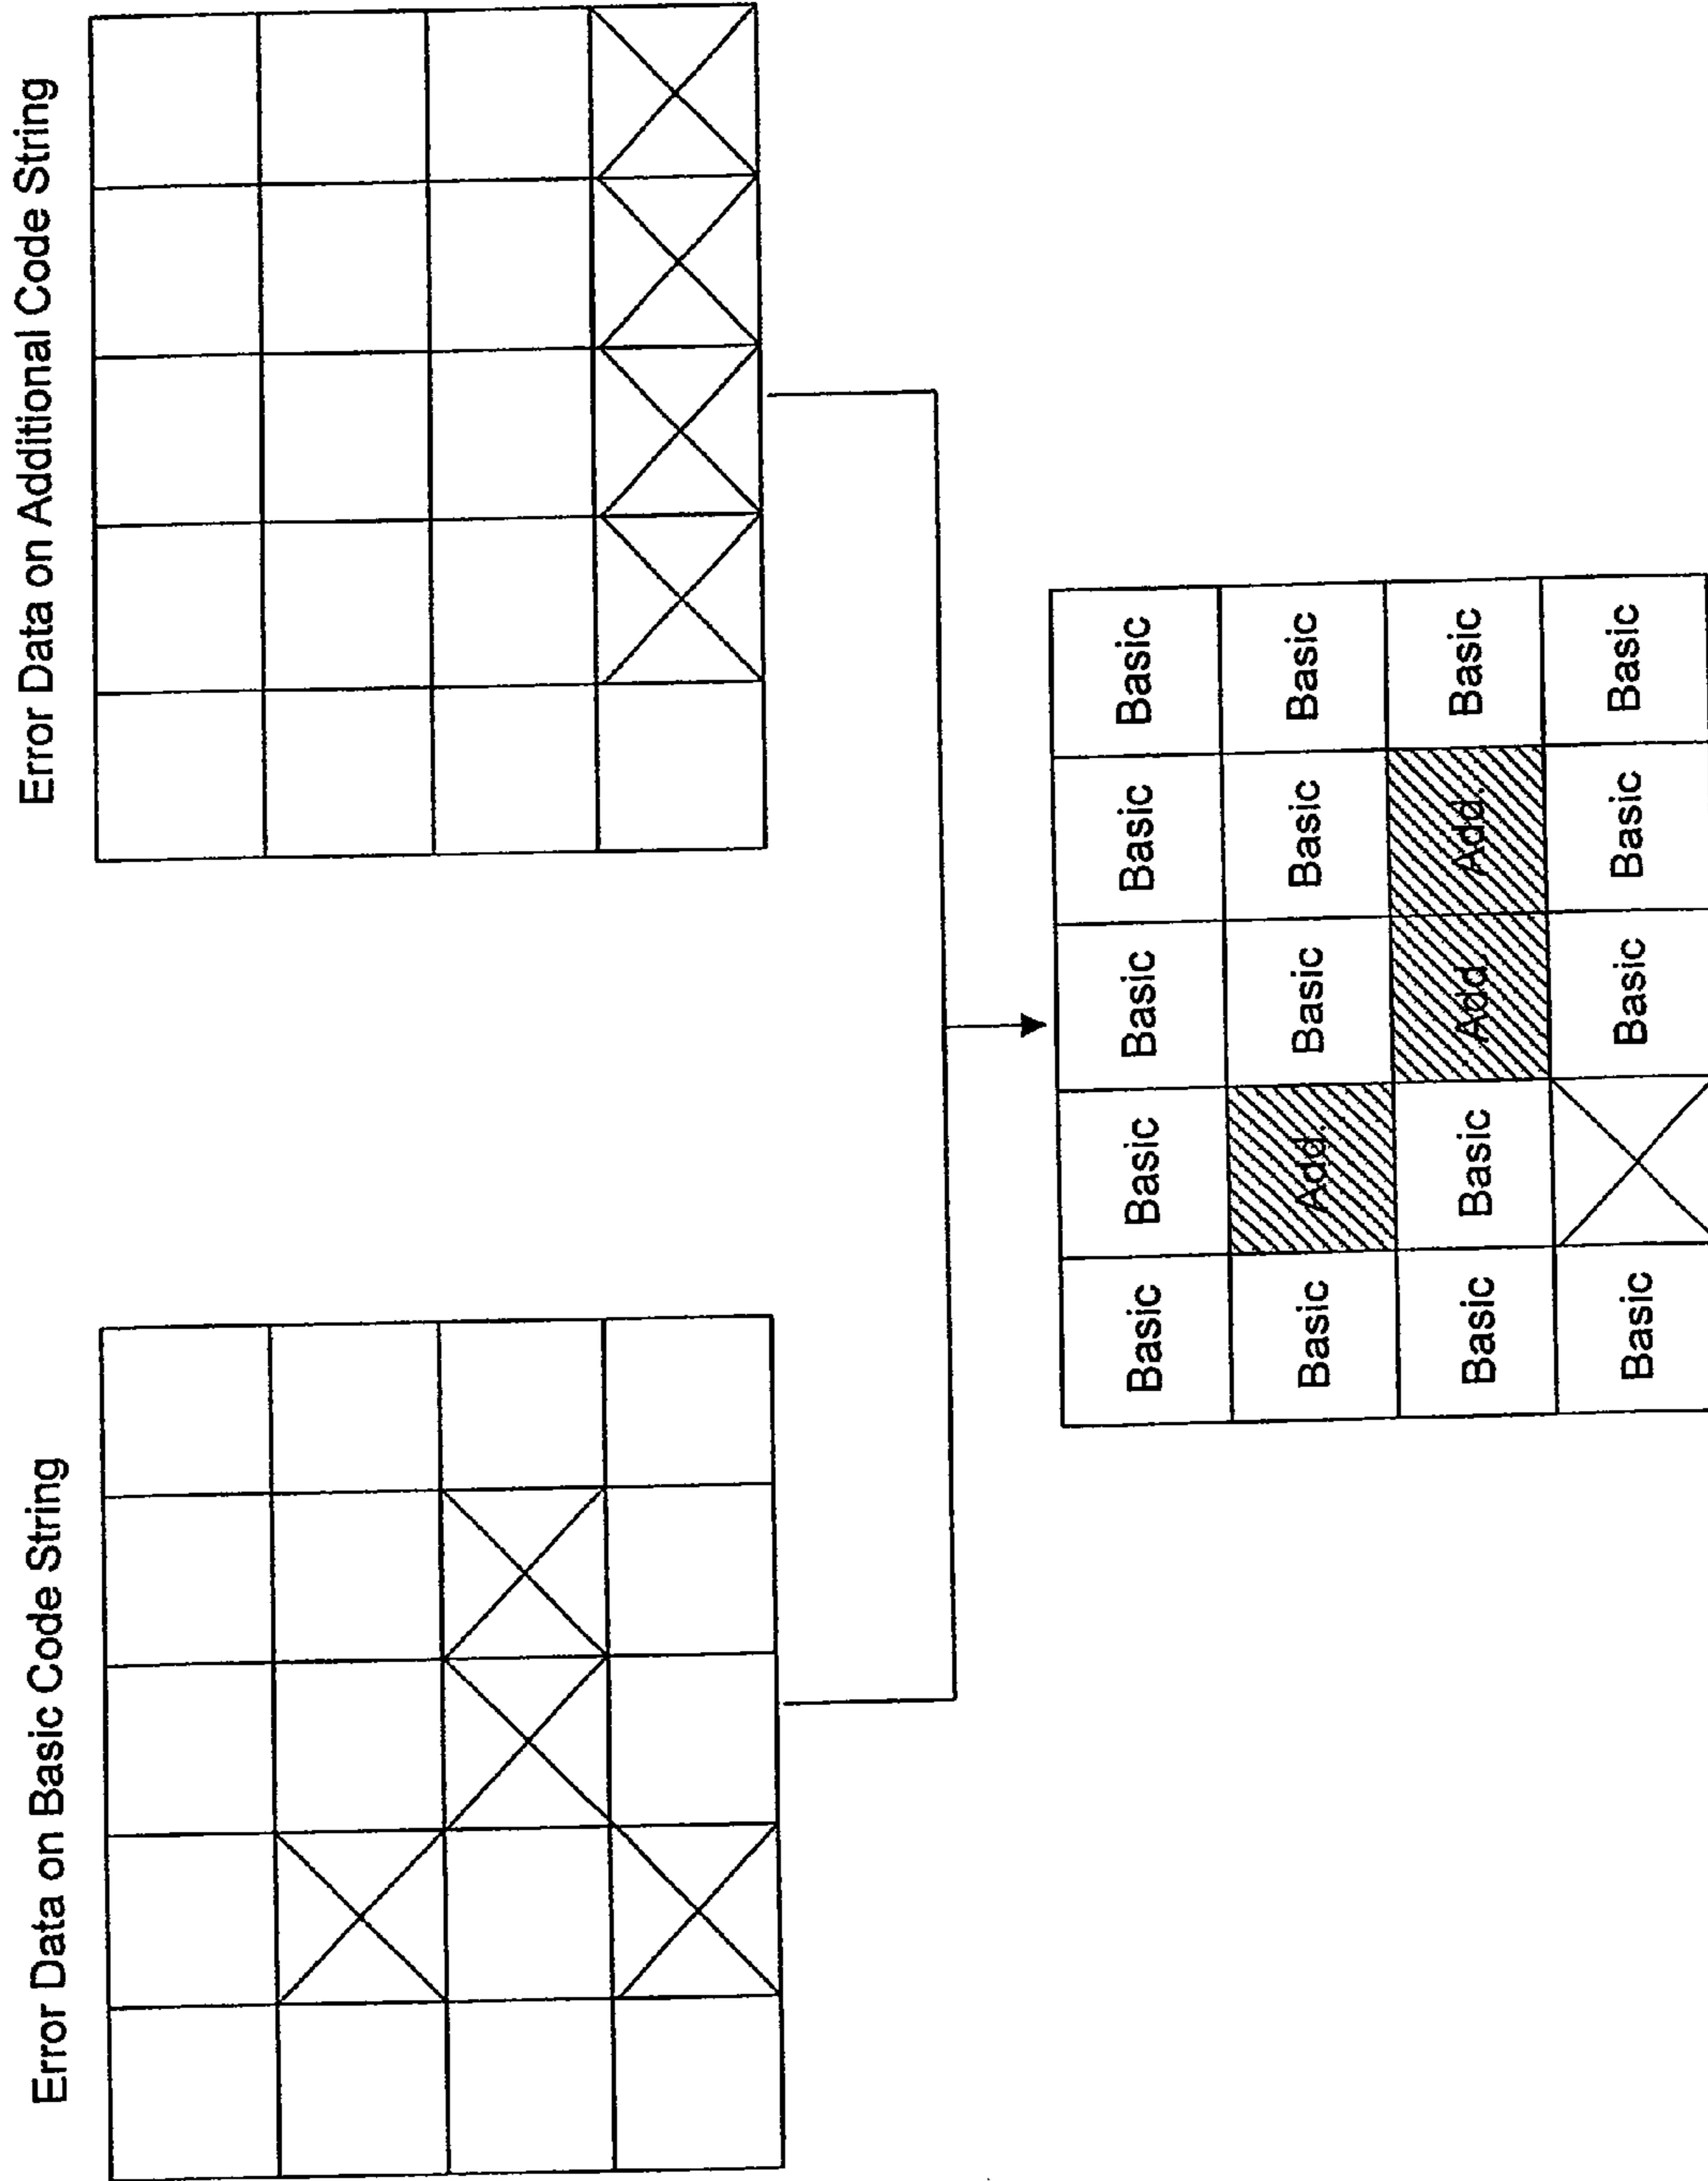 Error Data on Basic Code String
Error Data on Additional Code String
Basic Basic Basic Basic Basic
Basic Add. Basic Basic Basic
Basic Basic Add. Add. Basic
Basic Basic Basic Basic